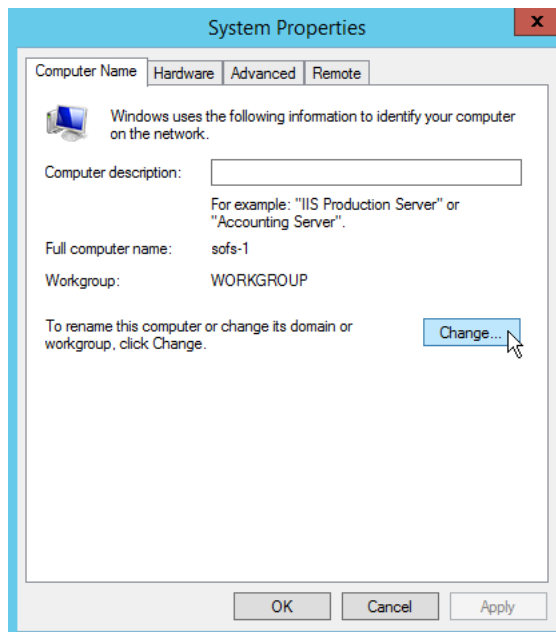 System Properties
x
Computer Name Hardware Advanced Remote
Windows uses the following information to identify your computer
on the network.
Computer description:
For example: "IIS Production Server" or
"Accounting Server".
Full computer name: sofs-1
Workgroup: WORKGROUP
To rename this computer or change its domain or
workgroup, click Change.
Change...
OK Cancel Apply